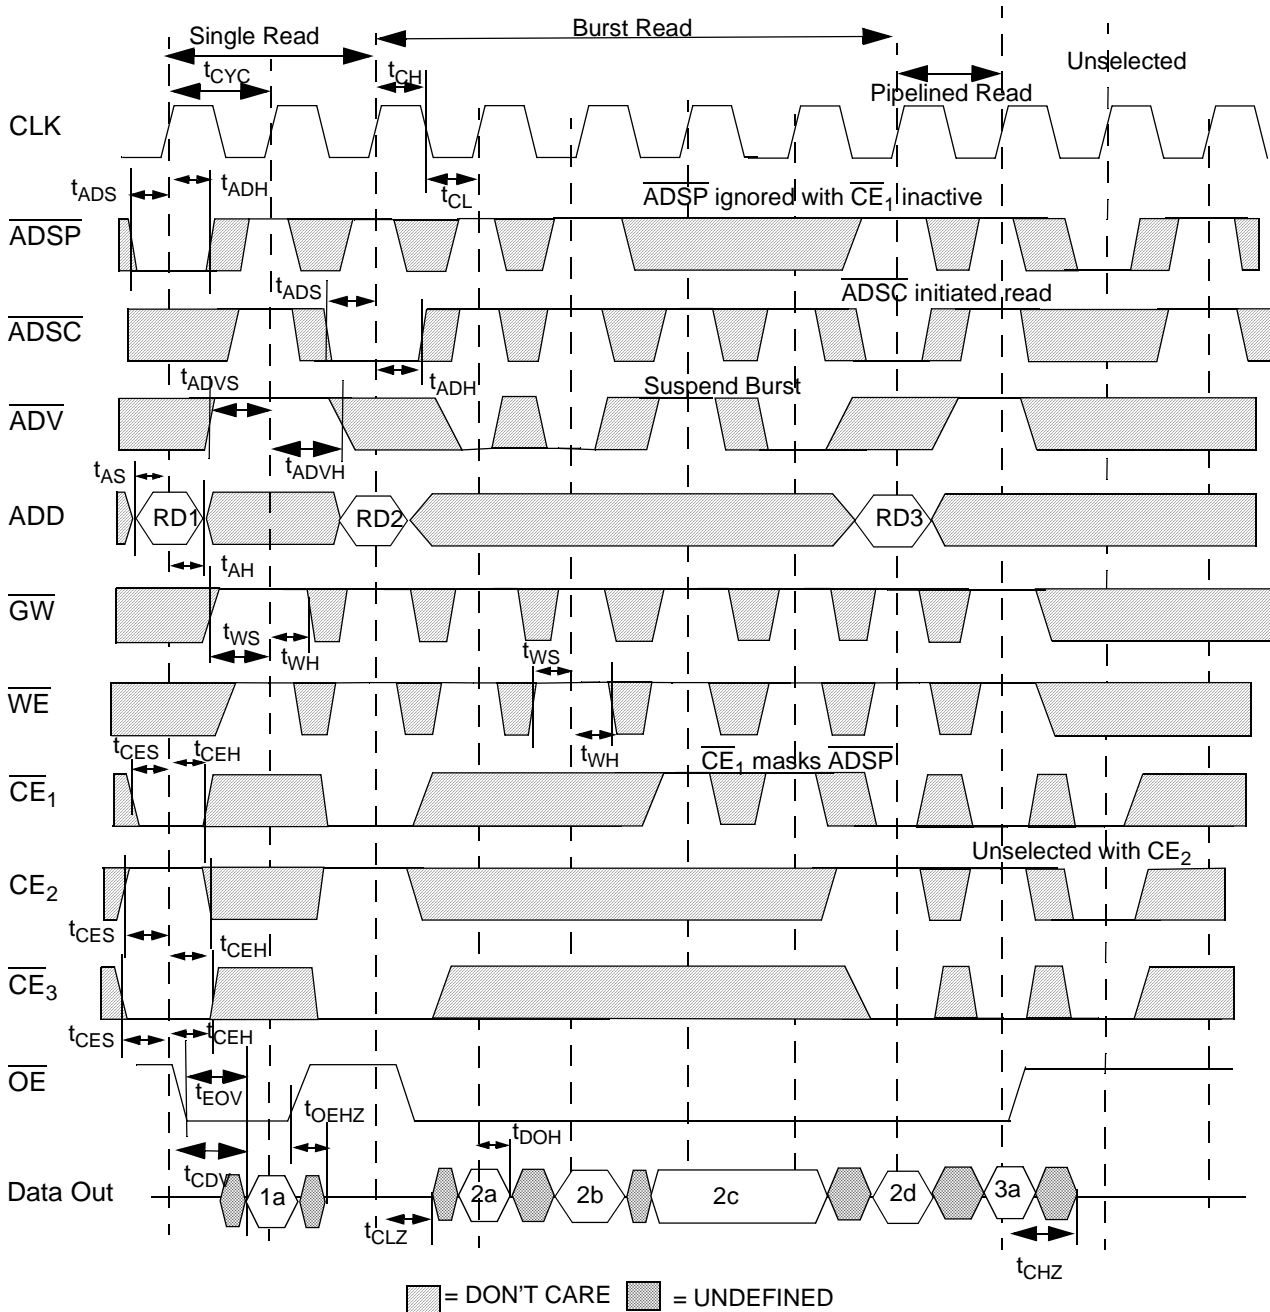 Single Read
Burst Read
Unselected
tCYC
tCH
Pipelined Read
CLK
tADS
tADH
tCL
ADSP ignored with CE1 inactive
ADSP
tADS
ADSC initiated read
ADSC
tADVS
tADH
Suspend Burst
ADV
tADVH
tAS
ADD
RD1
RD2
RD3
tAH
GW
tWS
tWH
tWS
WE
tCES
tCEH
tWH
CE1 masks ADSP
CE1
Unselected with CE2
CE2
tCES
tCEH
CE3
tCES
tCEH
OE
tEOV
tOEHZ
tDOH
tCDV
Data Out
1a
2a
2b
2c
2d
3a
tCLZ
tCHZ
= DON'T CARE
= UNDEFINED